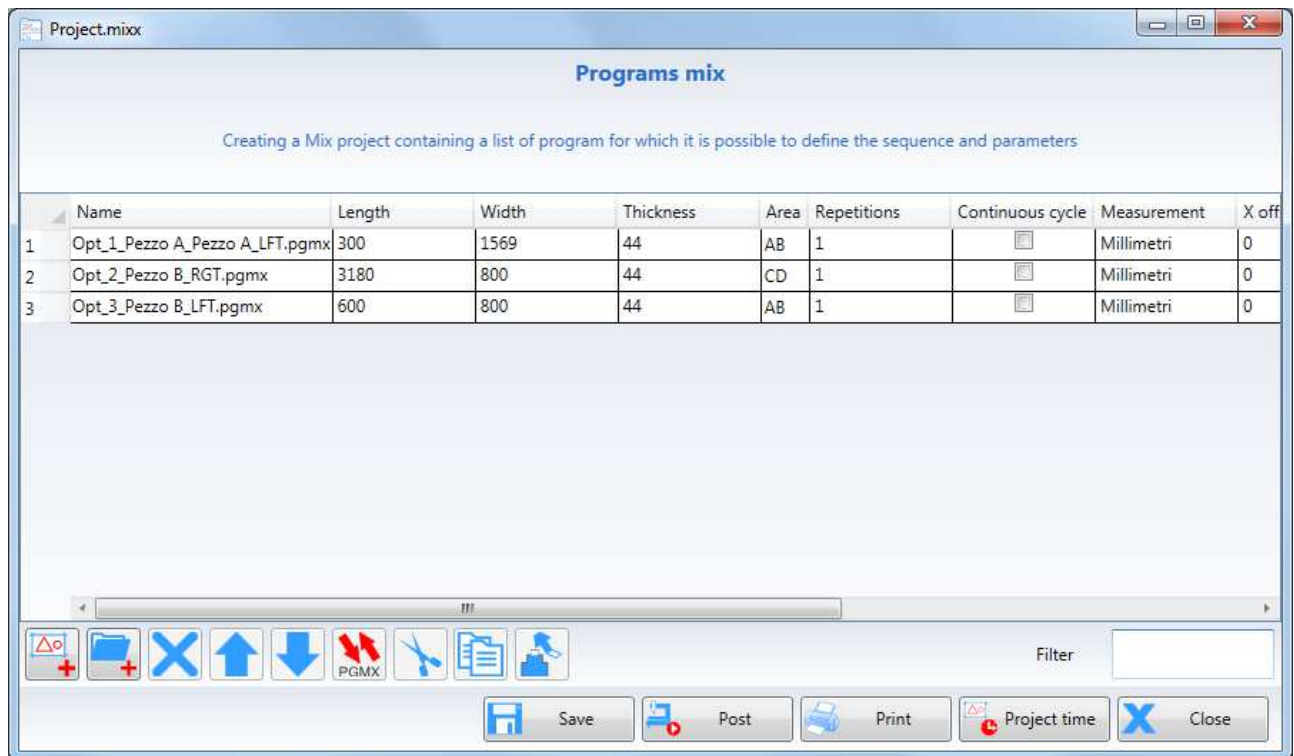 Project.mixx
Programs mix
Creating a Mix project containing a list of program for which it is possible to define the sequence and parameters
Name Length Width Thickness Area Repetitions Continuous cycle Measurement X off
1 Opt_1_Pezzo A_Pezzo A_LFT.pgmx 300 1569 44 AB 1 Millimetri 0
2 Opt_2_Pezzo B_RGT.pgmx 3180 800 44 CD 1 Millimetri 0
3 Opt_3_Pezzo B_LFT.pgmx 600 800 44 AB 1 Millimetri 0
PGMX Filter
Save Post Print Project time Close